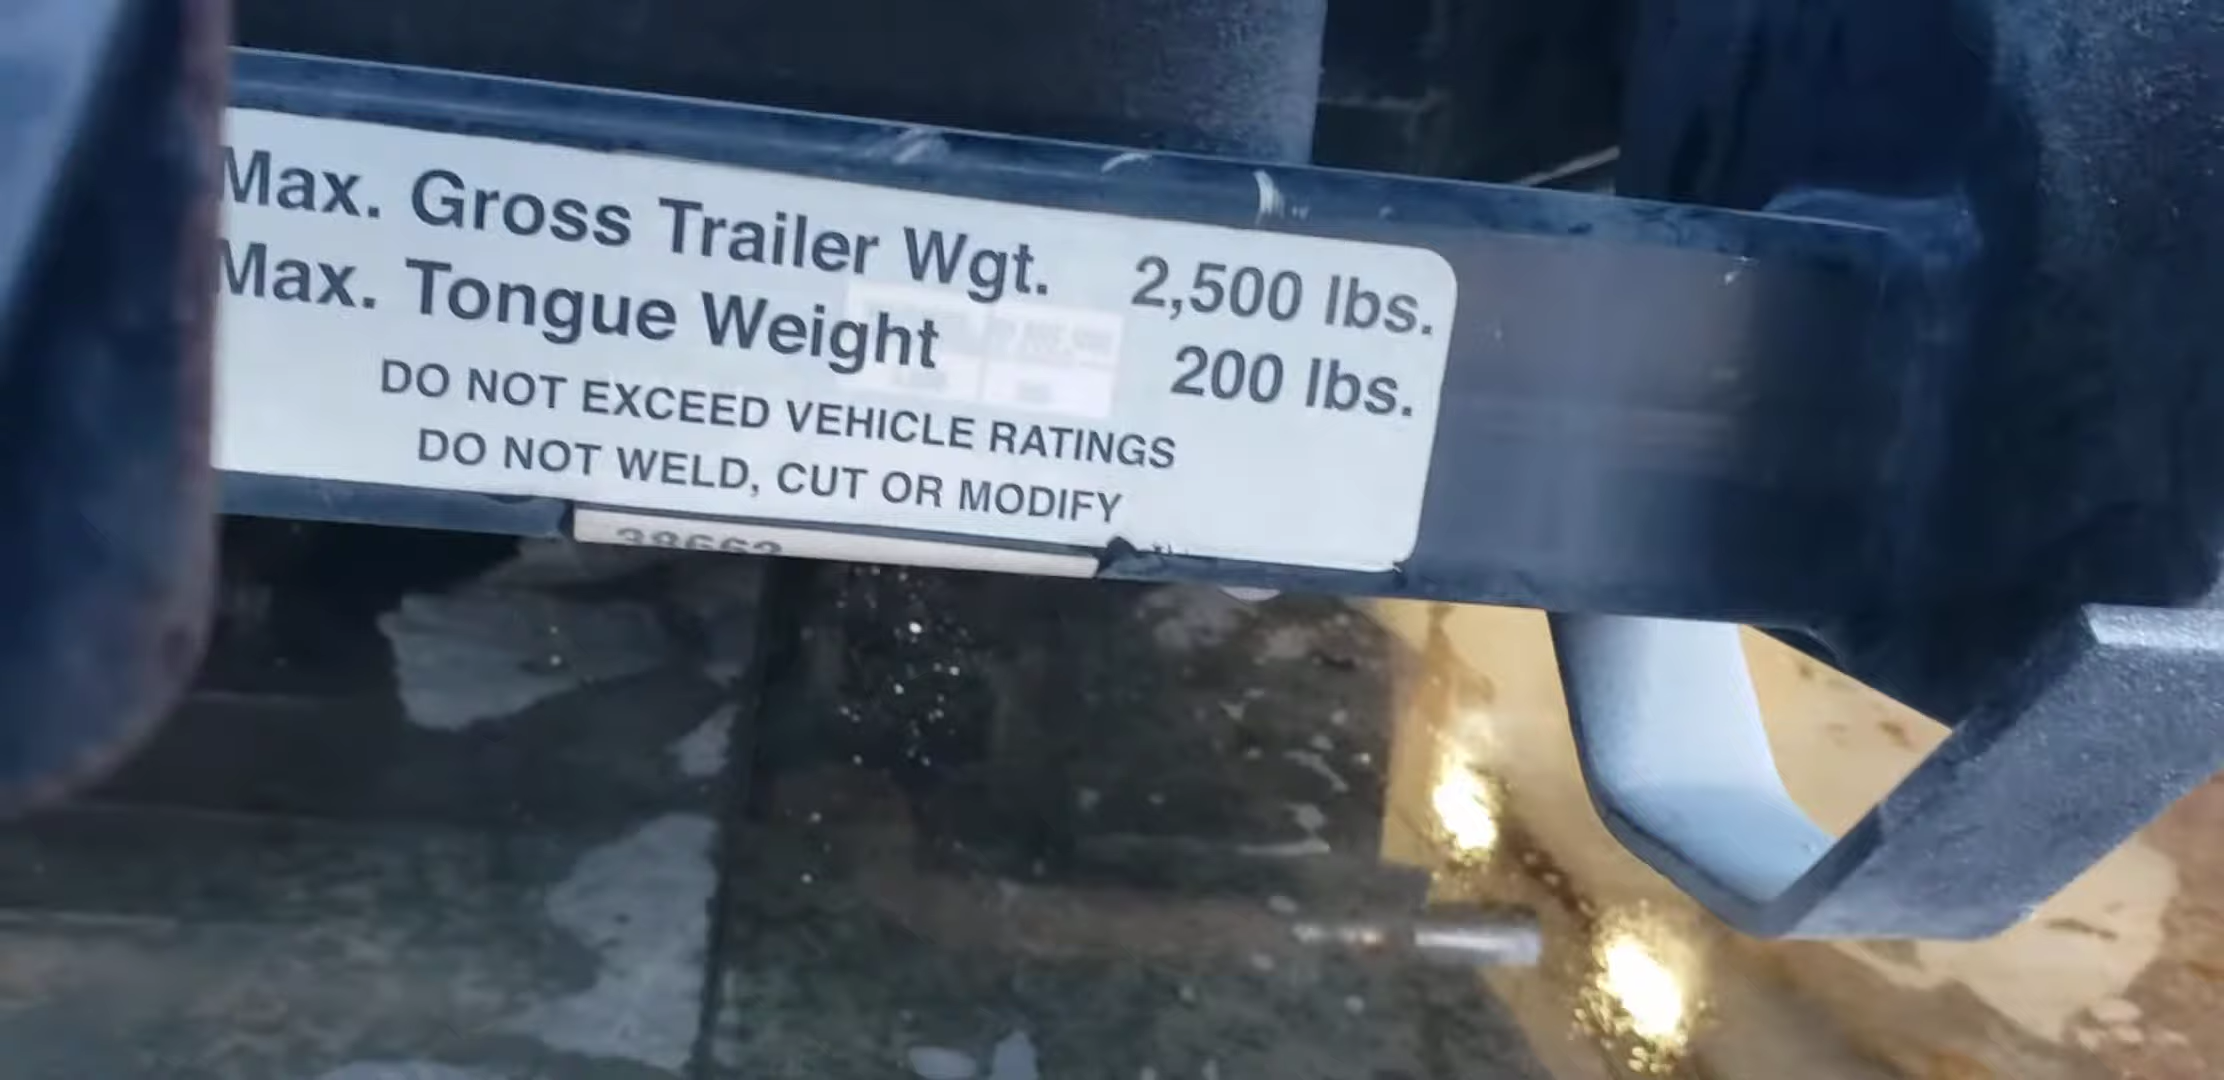 Max. Gross Trailer Wgt. 2,500 lbs.
Max. Tongue Weight 200 lbs.
DO NOT EXCEED VEHICLE RATINGS
DO NOT WELD, CUT OR MODIFY